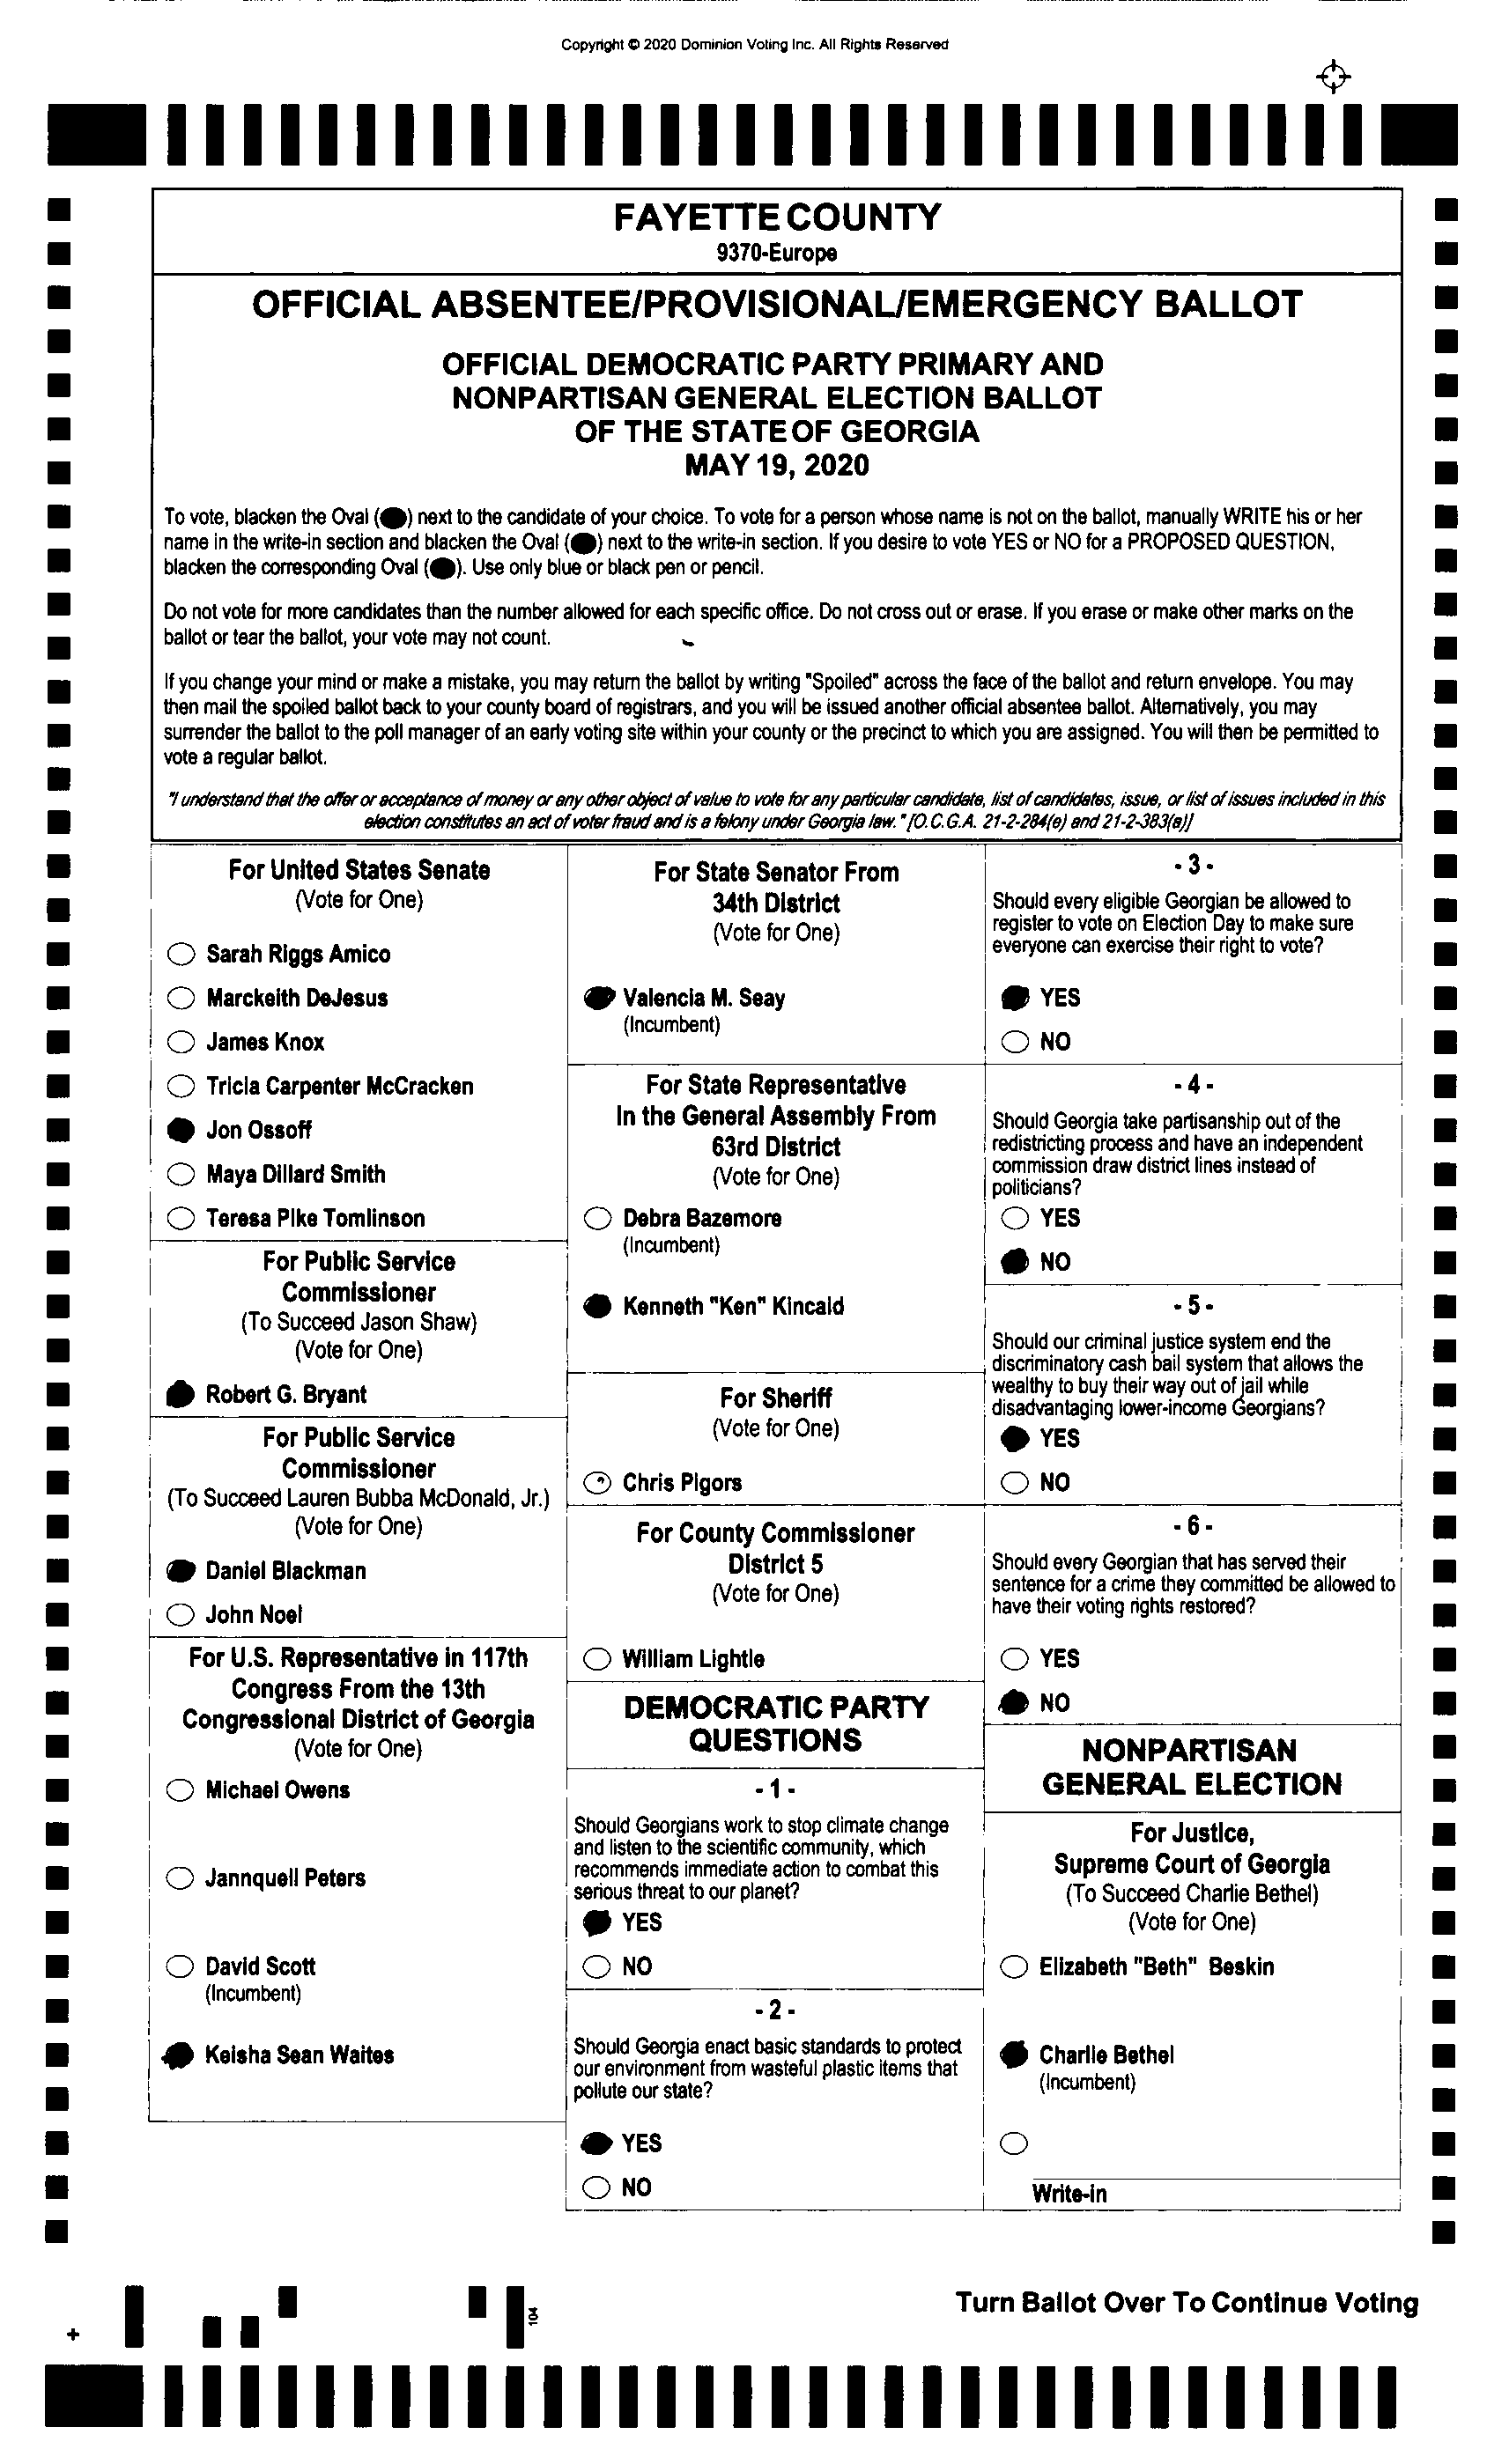 Copyright © 2020 Dominion Voting Inc. All Rights Reserved
FAYETTE COUNTY
9370-Europe
OFFICIAL ABSENTEE/PROVISIONAL/EMERGENCY BALLOT
OFFICIAL DEMOCRATIC PARTY PRIMARY AND
NONPARTISAN GENERAL ELECTION BALLOT
OF THE STATE OF GEORGIA
MAY 19, 2020
To vote, blacken the Oval ( ) next to the candidate of your choice. To vote for a person whose name is not on the ballot, manually WRITE his or her
name in the write-in section and blacken the Oval ( ) next to the write-in section. If you desire to vote YES or NO for a PROPOSED QUESTION,
blacken the corresponding Oval ( ). Use only blue or black pen or pencil.
Do not vote for more candidates than the number allowed for each specific office. Do not cross out or erase. If you erase or make other marks on the
ballot or tear the ballot, your vote may not count.
If you change your mind or make a mistake, you may return the ballot by writing "Spoiled" across the face of the ballot and return envelope. You may
then mail the spoiled ballot back to your county board of registrars, and you will be issued another official absentee ballot. Alternatively, you may
surrender the ballot to the poll manager of an early voting site within your county or the precinct to which you are assigned. You will then be permitted to
vote a regular ballot.
"I understand that the offer or acceptance of money or any other object of value to vote for any particular candidate, list of candidates, issue, or list of issues included in this
election constitutes an act of voter fraud and is a felony under Georgia law." [O.C.G.A. 21-2-284(e) and 21-2-383(a)]
For United States Senate
(Vote for One)
Sarah Riggs Amico
Marckeith DeJesus
James Knox
Tricia Carpenter McCracken
Jon Ossoff
Maya Dillard Smith
Teresa Pike Tomlinson
For Public Service
Commissioner
(To Succeed Jason Shaw)
(Vote for One)
Robert G. Bryant
For Public Service
Commissioner
(To Succeed Lauren Bubba McDonald, Jr.)
(Vote for One)
Daniel Blackman
John Noel
For U.S. Representative in 117th
Congress From the 13th
Congressional District of Georgia
(Vote for One)
Michael Owens
Jannquell Peters
David Scott
(Incumbent)
Keisha Sean Waites
For State Senator From
34th District
(Vote for One)
Valencia M. Seay
(Incumbent)
For State Representative
In the General Assembly From
63rd District
(Vote for One)
Debra Bazemore
(Incumbent)
Kenneth "Ken" Kincaid
For Sheriff
(Vote for One)
Chris Pigors
For County Commissioner
District 5
(Vote for One)
William Lightle
DEMOCRATIC PARTY
QUESTIONS
- 1 -
Should Georgians work to stop climate change
and listen to the scientific community, which
recommends immediate action to combat this
serious threat to our planet?
YES
NO
- 2 -
Should Georgia enact basic standards to protect
our environment from wasteful plastic items that
pollute our state?
YES
NO
- 3 -
Should every eligible Georgian be allowed to
register to vote on Election Day to make sure
everyone can exercise their right to vote?
YES
NO
- 4 -
Should Georgia take partisanship out of the
redistricting process and have an independent
commission draw district lines instead of
politicians?
YES
NO
- 5 -
Should our criminal justice system end the
discriminatory cash bail system that allows the
wealthy to buy their way out of jail while
disadvantaging lower-income Georgians?
YES
NO
- 6 -
Should every Georgian that has served their
sentence for a crime they committed be allowed to
have their voting rights restored?
YES
NO
NONPARTISAN
GENERAL ELECTION
For Justice,
Supreme Court of Georgia
(To Succeed Charlie Bethel)
(Vote for One)
Elizabeth "Beth" Beskin
Charlie Bethel
(Incumbent)
Write-in
Turn Ballot Over To Continue Voting
104
+